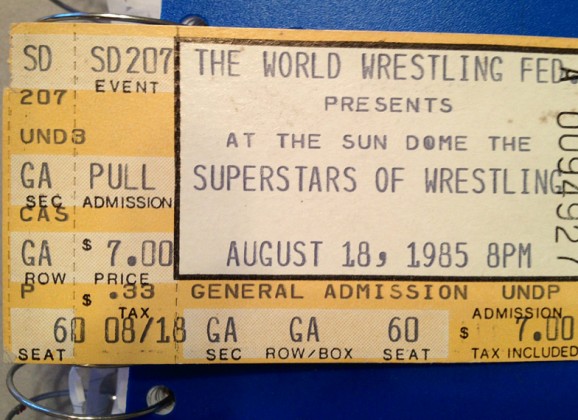 SD SD207
EVENT
207
UND3
GA PULL
SEC ADMISSION
CAS
GA $ 7.00
ROW PRICE
P $ .33
TAX
60 08/18
SEAT
THE WORLD WRESTLING FED
PRESENTS
AT THE SUN DOME THE
SUPERSTARS OF WRESTLING
AUGUST 18, 1985 8PM
GENERAL ADMISSION UNDP
ADMISSION
GA GA 60 $ 7.00
SEC ROW/BOX SEAT TAX INCLUDED
A 0094927